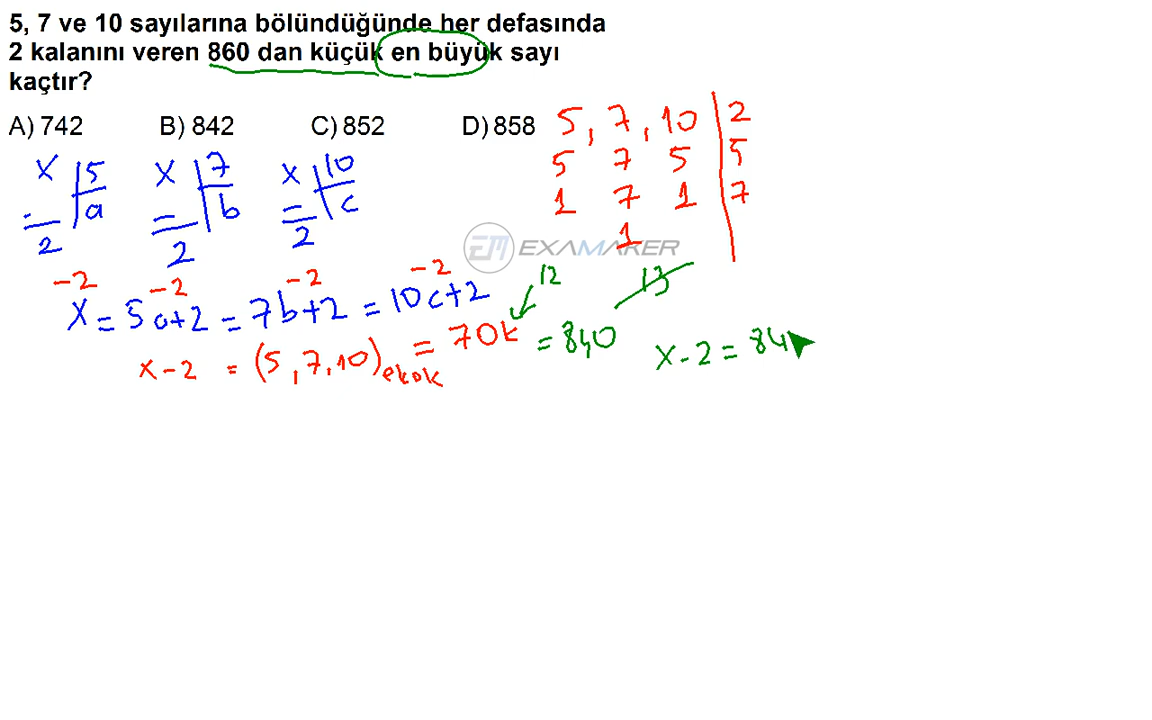 5, 7 ve 10 sayılarına bölündüğünde her defasında
2 kalanını veren 860 dan küçük en büyük sayı
kaçtır?
A) 742 B) 842 C) 852 D) 858
5, 7, 10 | 2
5 7 5 | 5
1 7 1 | 7
1
x | 5 x | 7 x | 10
a b c
2 2 2
EM EXAMAKER
-2 -2 -2 -2
x = 5a+2 = 7b+2 = 10c+2
12 13
x-2 = (5,7,10)ekok = 70k = 840
x-2 = 84